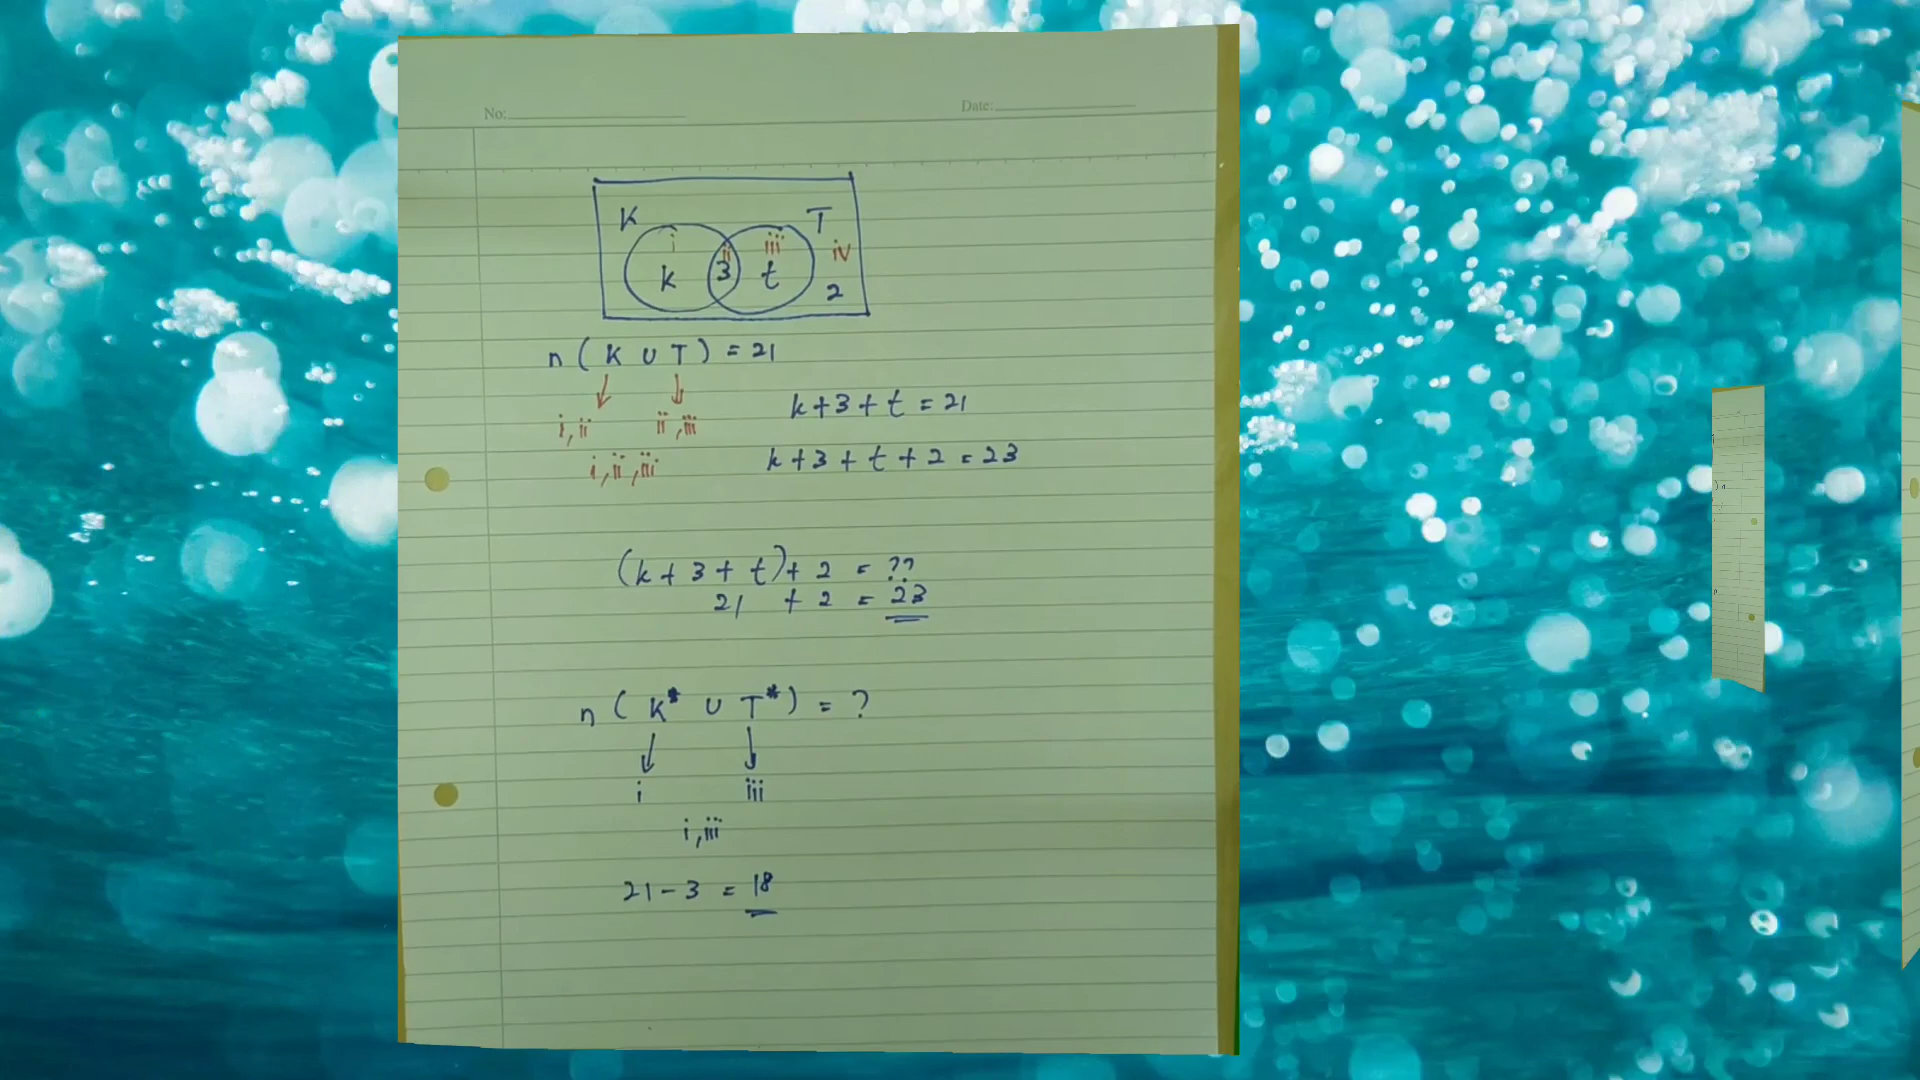 No: Date:
K T
i ii iii iv
k 3 t 2
n ( K ∪ T ) = 21
i, ii ii, iii k + 3 + t = 21
i, ii, iii k + 3 + t + 2 = 23
(k + 3 + t) + 2 = ??
21 + 2 = 23
n ( K* ∪ T* ) = ?
i iii
i, iii
21 - 3 = 18